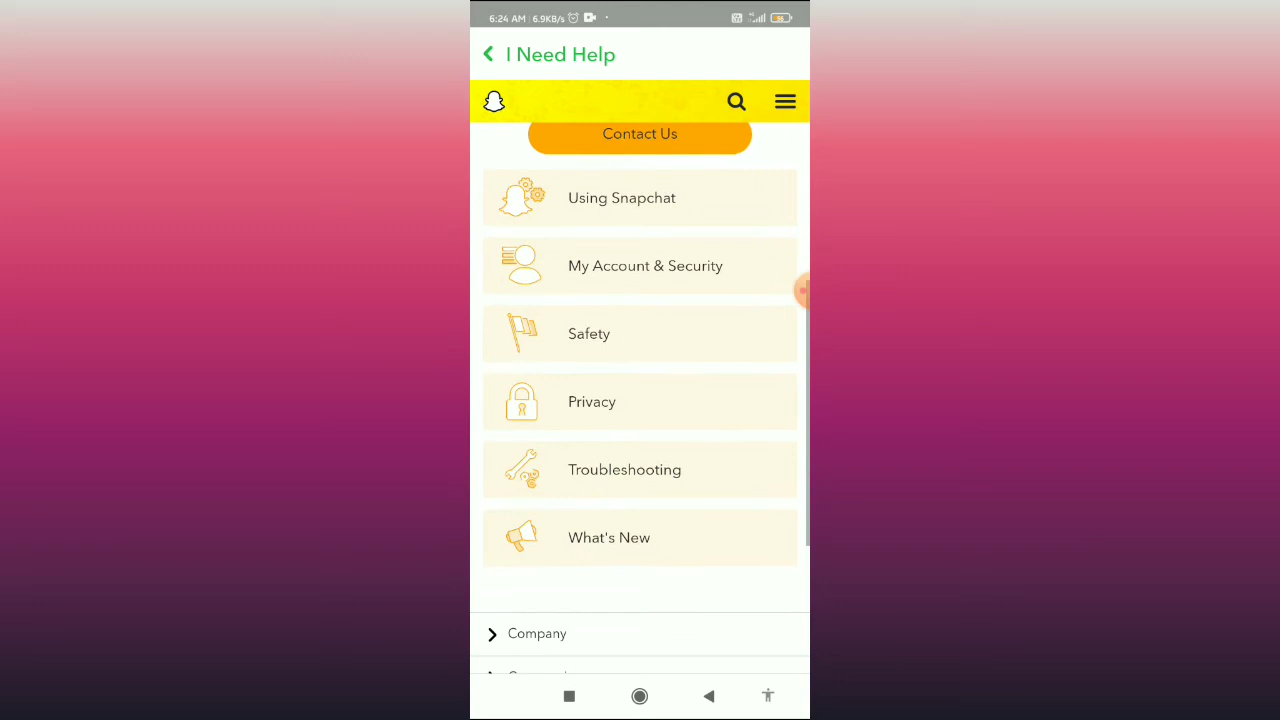 6:24 AM 6.9KB/s
I Need Help
Contact Us
Using Snapchat
My Account & Security
Safety
Privacy
Troubleshooting
What's New
Company